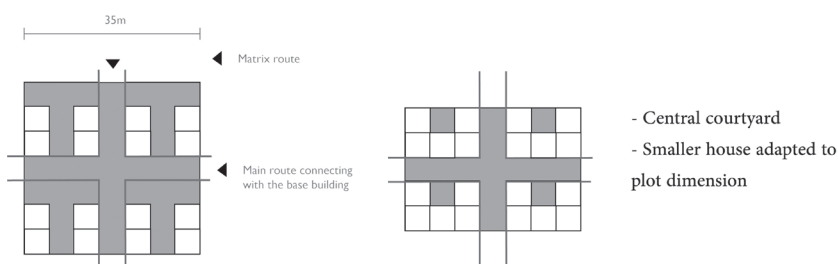 35m
Matrix route
Main route connecting
with the base building
- Central courtyard
- Smaller house adapted to
plot dimension